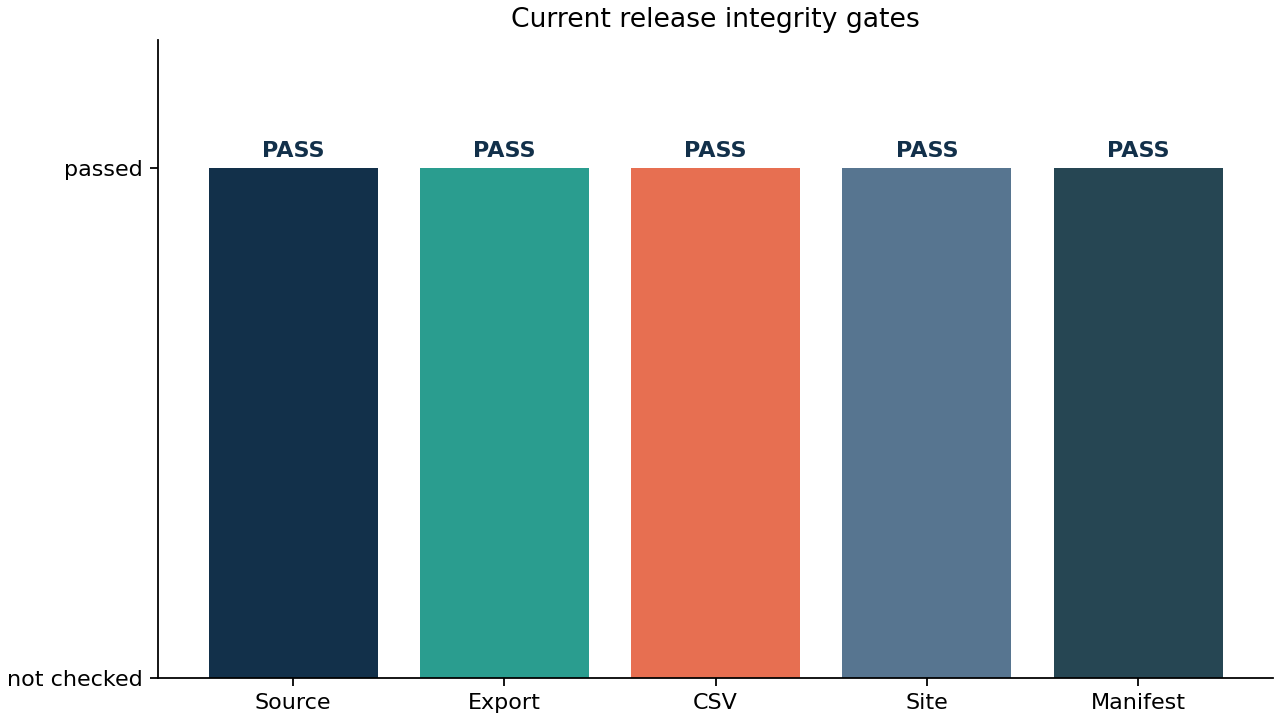 Current release integrity gates
PASS PASS PASS PASS PASS
passed
not checked
Source Export CSV Site Manifest